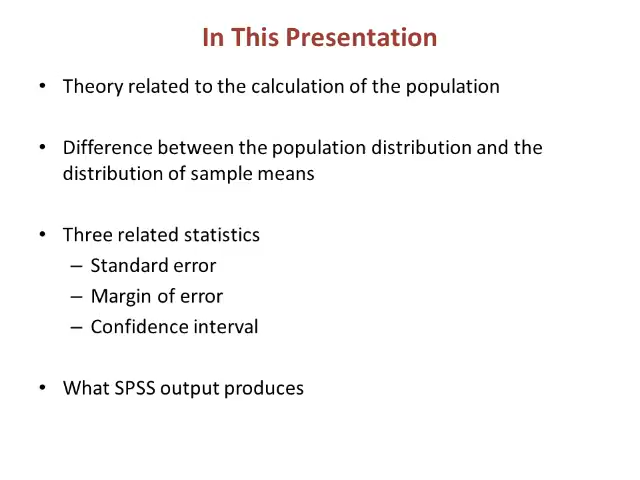 In This Presentation
• Theory related to the calculation of the population
• Difference between the population distribution and the
distribution of sample means
• Three related statistics
– Standard error
– Margin of error
– Confidence interval
• What SPSS output produces